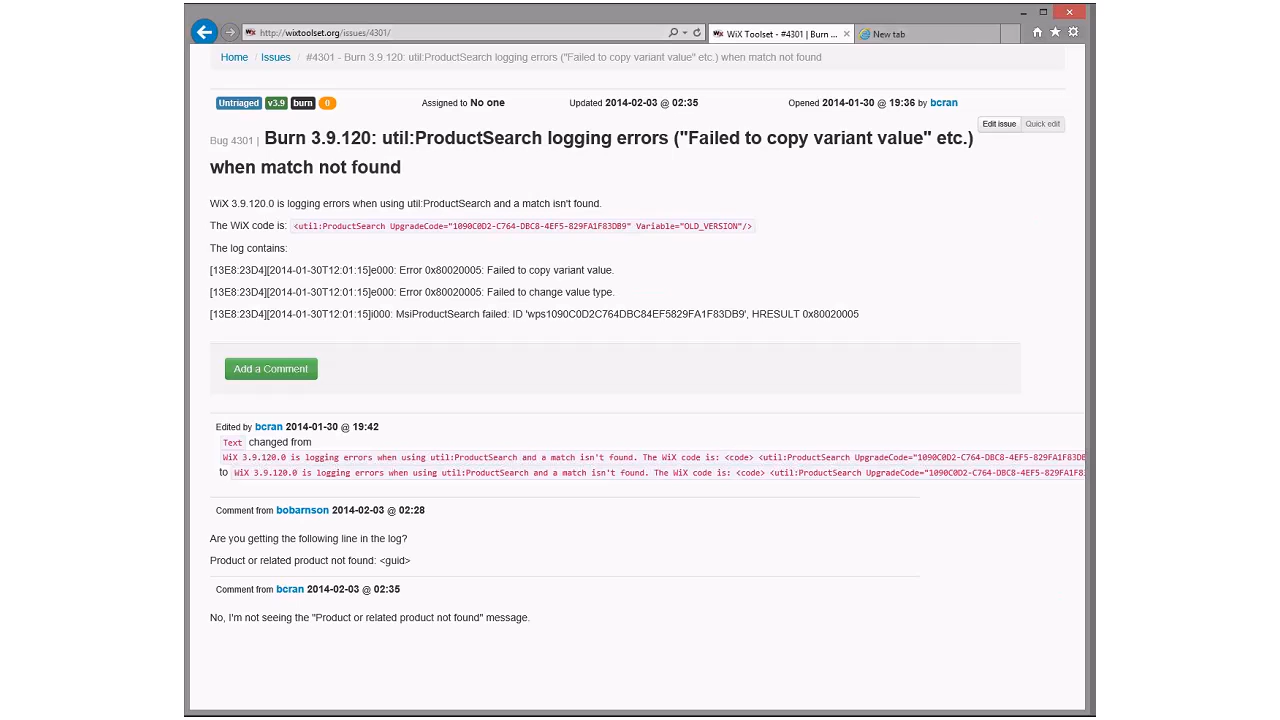 http://wixtoolset.org/issues/4301/
WiX Toolset - #4301 | Burn ...
New tab
Home / Issues / #4301 - Burn 3.9.120: util:ProductSearch logging errors ("Failed to copy variant value" etc.) when match not found
Untriaged v3.9 burn 0
Assigned to No one
Updated 2014-02-03 @ 02:35
Opened 2014-01-30 @ 19:36 by bcran
Edit issue Quick edit
Bug 4301 | Burn 3.9.120: util:ProductSearch logging errors ("Failed to copy variant value" etc.)
when match not found
WiX 3.9.120.0 is logging errors when using util:ProductSearch and a match isn't found.
The WiX code is: <util:ProductSearch UpgradeCode="1090C0D2-C764-DBC8-4EF5-829FA1F83DB9" Variable="OLD_VERSION"/>
The log contains:
[13E8:23D4][2014-01-30T12:01:15]e000: Error 0x80020005: Failed to copy variant value.
[13E8:23D4][2014-01-30T12:01:15]e000: Error 0x80020005: Failed to change value type.
[13E8:23D4][2014-01-30T12:01:15]i000: MsiProductSearch failed: ID 'wps1090C0D2C764DBC84EF5829FA1F83DB9', HRESULT 0x80020005
Add a Comment
Edited by bcran 2014-01-30 @ 19:42
Text changed from
WiX 3.9.120.0 is logging errors when using util:ProductSearch and a match isn't found. The WiX code is: <code> <util:ProductSearch UpgradeCode="1090C0D2-C764-DBC8-4EF5-829FA1F83DB
to WiX 3.9.120.0 is logging errors when using util:ProductSearch and a match isn't found. The WiX code is: <code> <util:ProductSearch UpgradeCode="1090C0D2-C764-DBC8-4EF5-829FA1F83
Comment from bobarnson 2014-02-03 @ 02:28
Are you getting the following line in the log?
Product or related product not found: <guid>
Comment from bcran 2014-02-03 @ 02:35
No, I'm not seeing the "Product or related product not found" message.